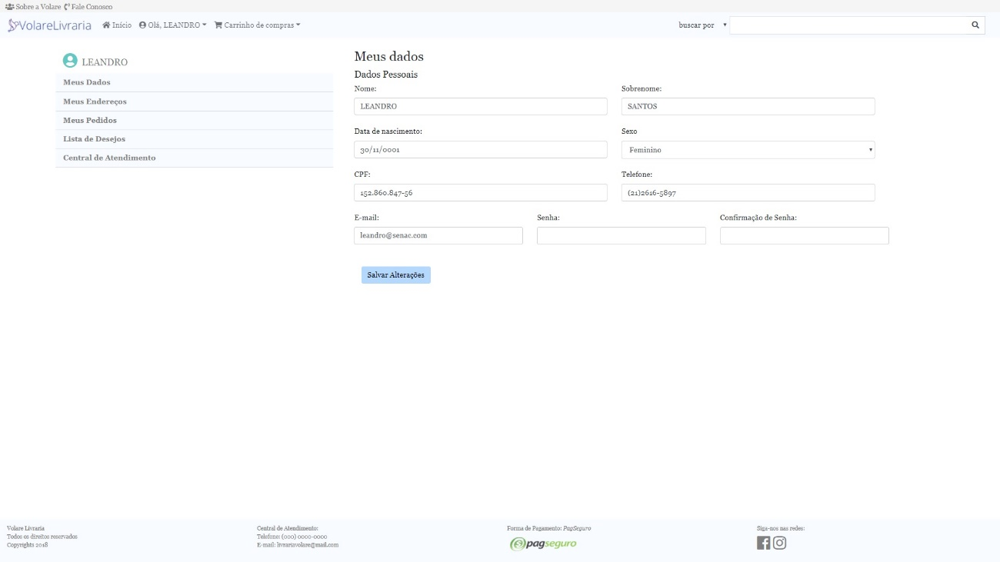 Sobre a Volare Fale Conosco
VolareLivraria Início Olá, LEANDRO Carrinho de compras buscar por
LEANDRO
Meus Dados
Meus Endereços
Meus Pedidos
Lista de Desejos
Central de Atendimento
Meus dados
Dados Pessoais
Nome: Sobrenome:
LEANDRO SANTOS
Data de nascimento: Sexo
30/11/0001 Feminino
CPF: Telefone:
152.860.847-56 (21)2616-5897
E-mail: Senha: Confirmação de Senha:
leandro@senac.com
Salvar Alterações
Volare Livraria
Todos os direitos reservados
Copyrights 2018
Central de Atendimento:
Telefone: (000) 0000-0000
E-mail: livrariavolare@mail.com
Forma de Pagamento: PagSeguro
pagseguro
Siga-nos nas redes: